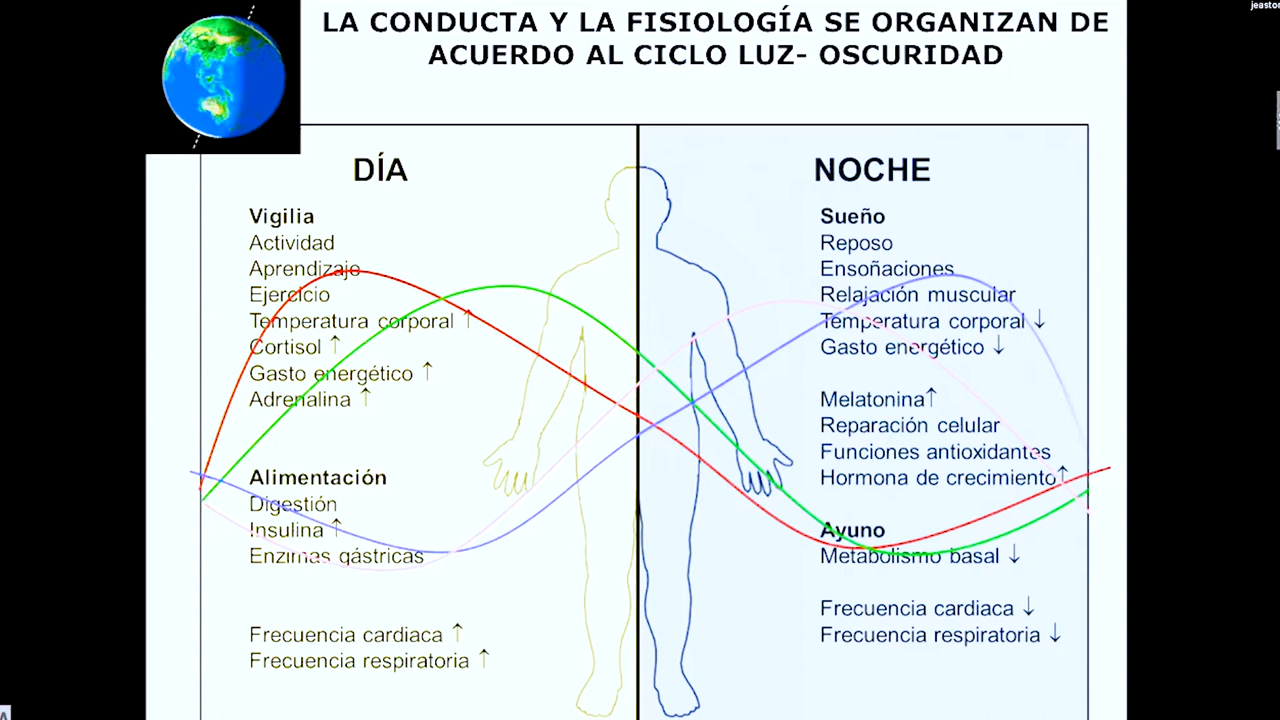 LA CONDUCTA Y LA FISIOLOGÍA SE ORGANIZAN DE
ACUERDO AL CICLO LUZ- OSCURIDAD
DÍA
Vigilia
Actividad
Aprendizaje
Ejercicio
Temperatura corporal ↑
Cortisol ↑
Gasto energético ↑
Adrenalina ↑
Alimentación
Digestión
Insulina ↑
Enzimas gástricas
Frecuencia cardiaca ↑
Frecuencia respiratoria ↑
NOCHE
Sueño
Reposo
Ensoñaciones
Relajación muscular
Temperatura corporal ↓
Gasto energético ↓
Melatonina↑
Reparación celular
Funciones antioxidantes
Hormona de crecimiento↑
Ayuno
Metabolismo basal ↓
Frecuencia cardiaca ↓
Frecuencia respiratoria ↓